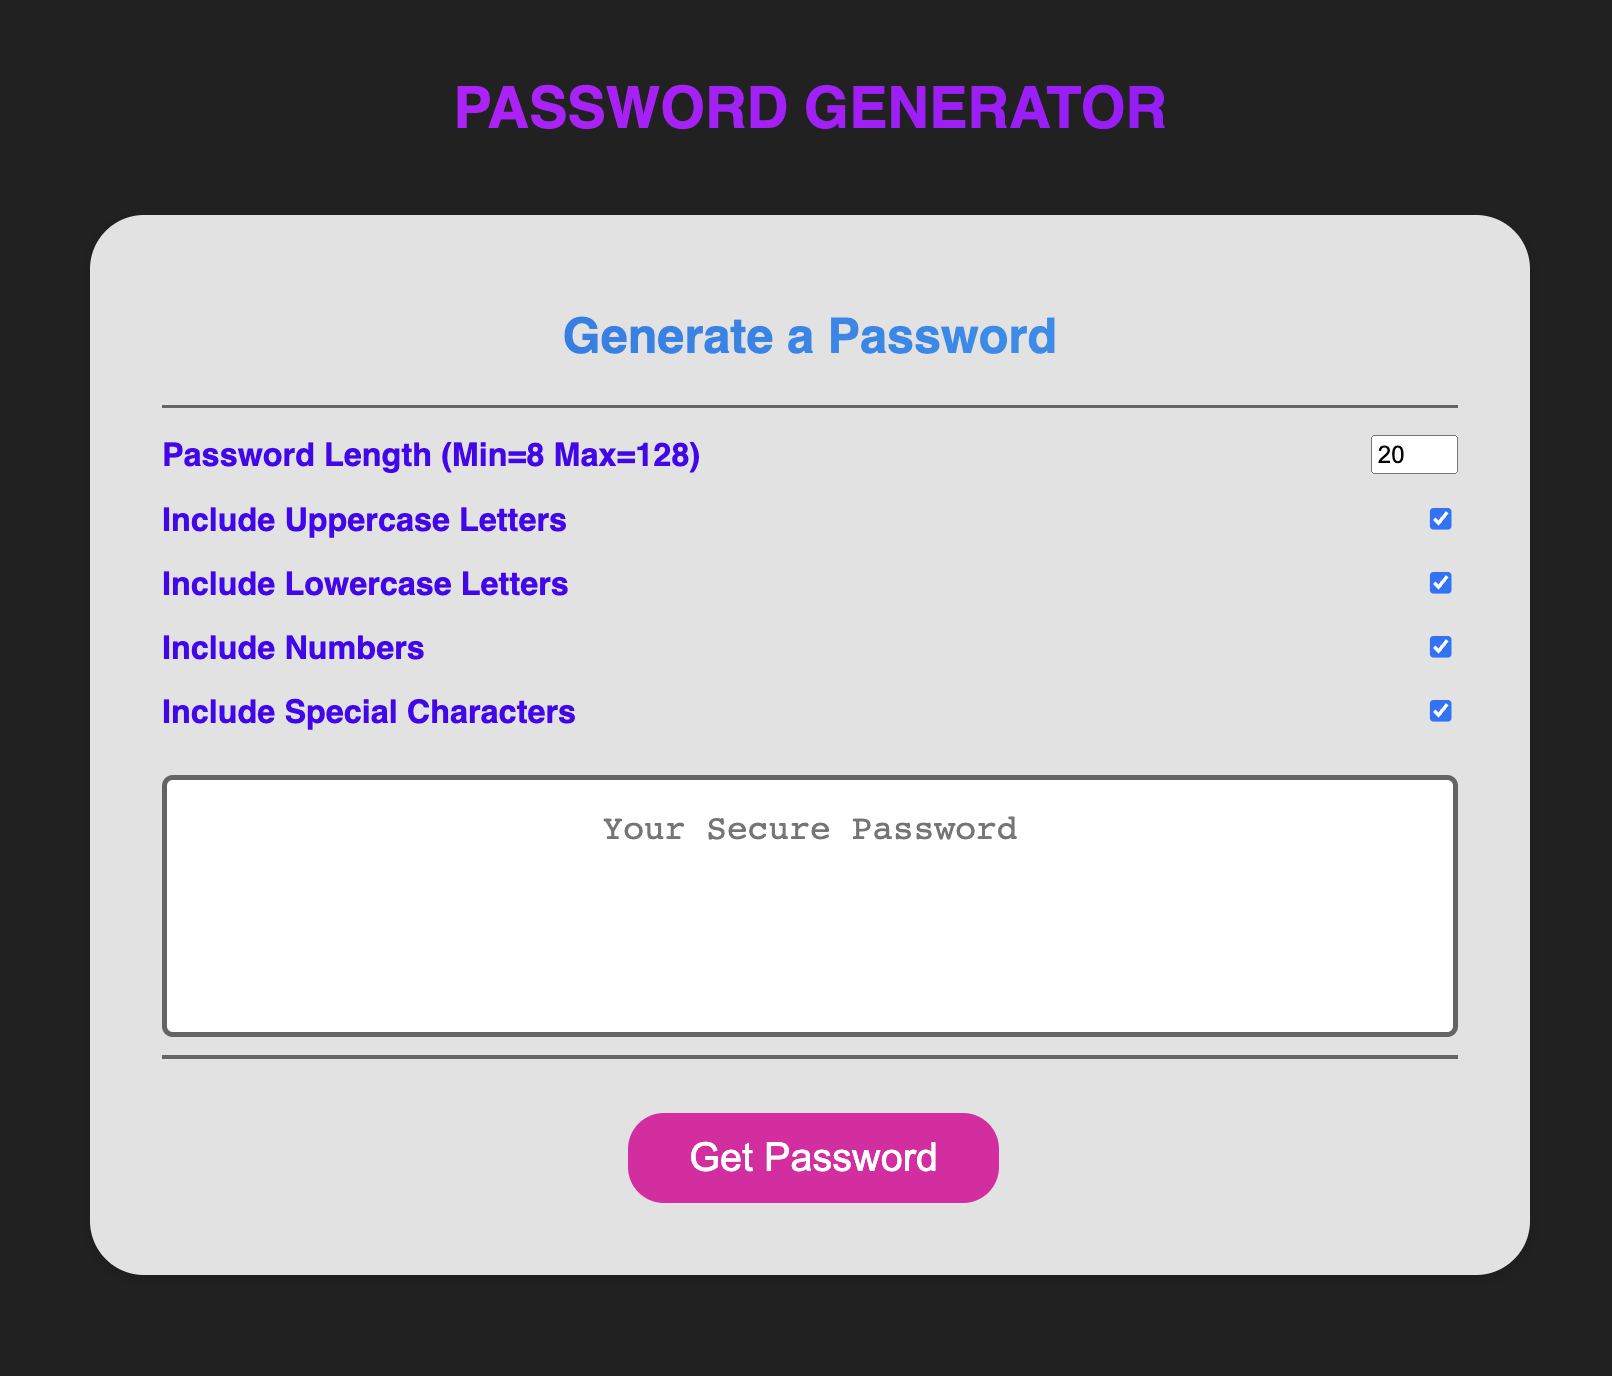 PASSWORD GENERATOR
Generate a Password
Password Length (Min=8 Max=128)
20
Include Uppercase Letters
Include Lowercase Letters
Include Numbers
Include Special Characters
Your Secure Password
Get Password